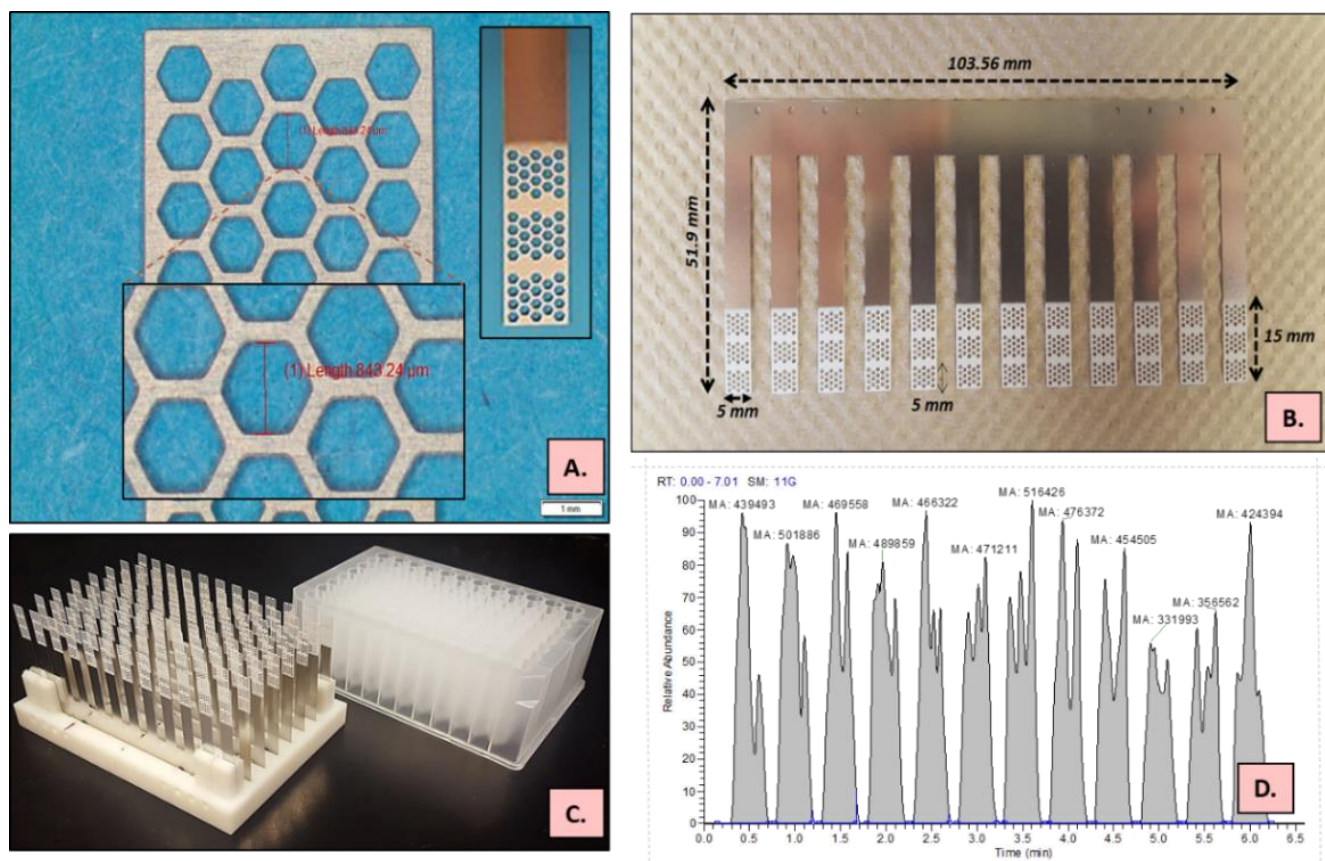 (1) Length 843.24 µm
(1) Length 843.24 µm
1 mm
A.
103.56 mm
51.9 mm
15 mm
5 mm
5 mm
B.
C.
RT: 0.00 - 7.01 SM: 11G
MA: 439493
MA: 501886
MA: 469558
MA: 489859
MA: 466322
MA: 471211
MA: 516426
MA: 476372
MA: 454505
MA: 331993
MA: 356562
MA: 424394
Relative Abundance
100
90
80
70
60
50
40
30
20
10
0
0.0 0.5 1.0 1.5 2.0 2.5 3.0 3.5 4.0 4.5 5.0 5.5 6.0 6.5
Time (min)
D.